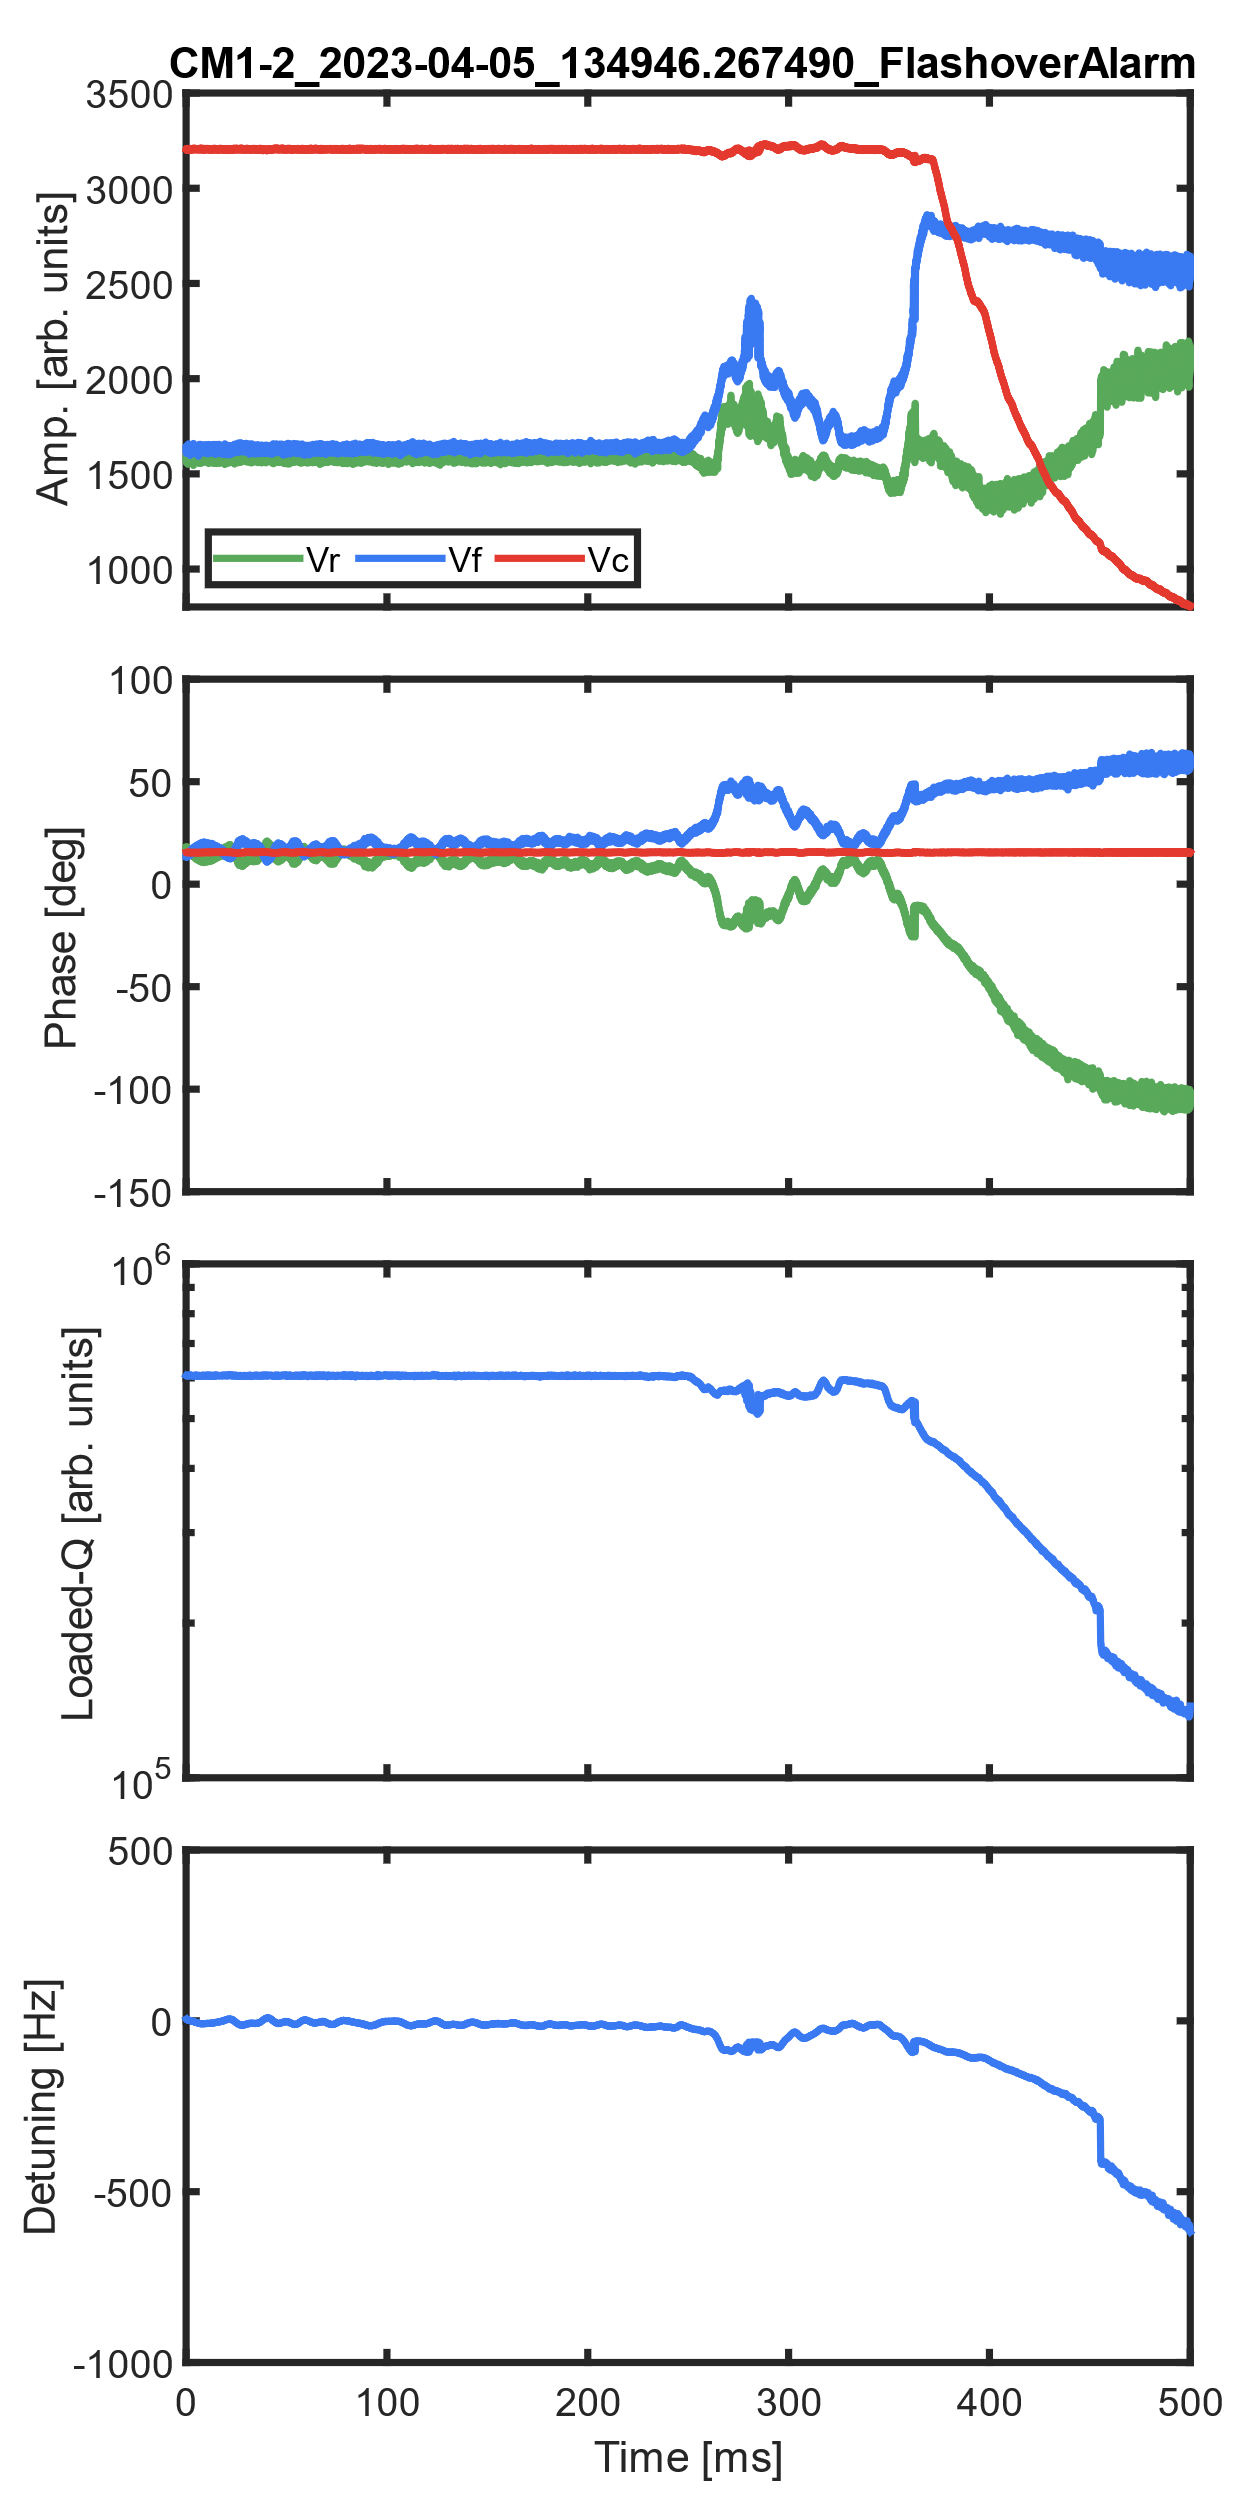 CM1-2_2023-04-05_134946.267490_FlashoverAlarm
3500
3000
2500
2000
1500
1000
Amp. [arb. units]
Vr Vf Vc
100
50
0
-50
-100
-150
Phase [deg]
10^6
10^5
Loaded-Q [arb. units]
500
0
-500
-1000
Detuning [Hz]
0 100 200 300 400 500
Time [ms]